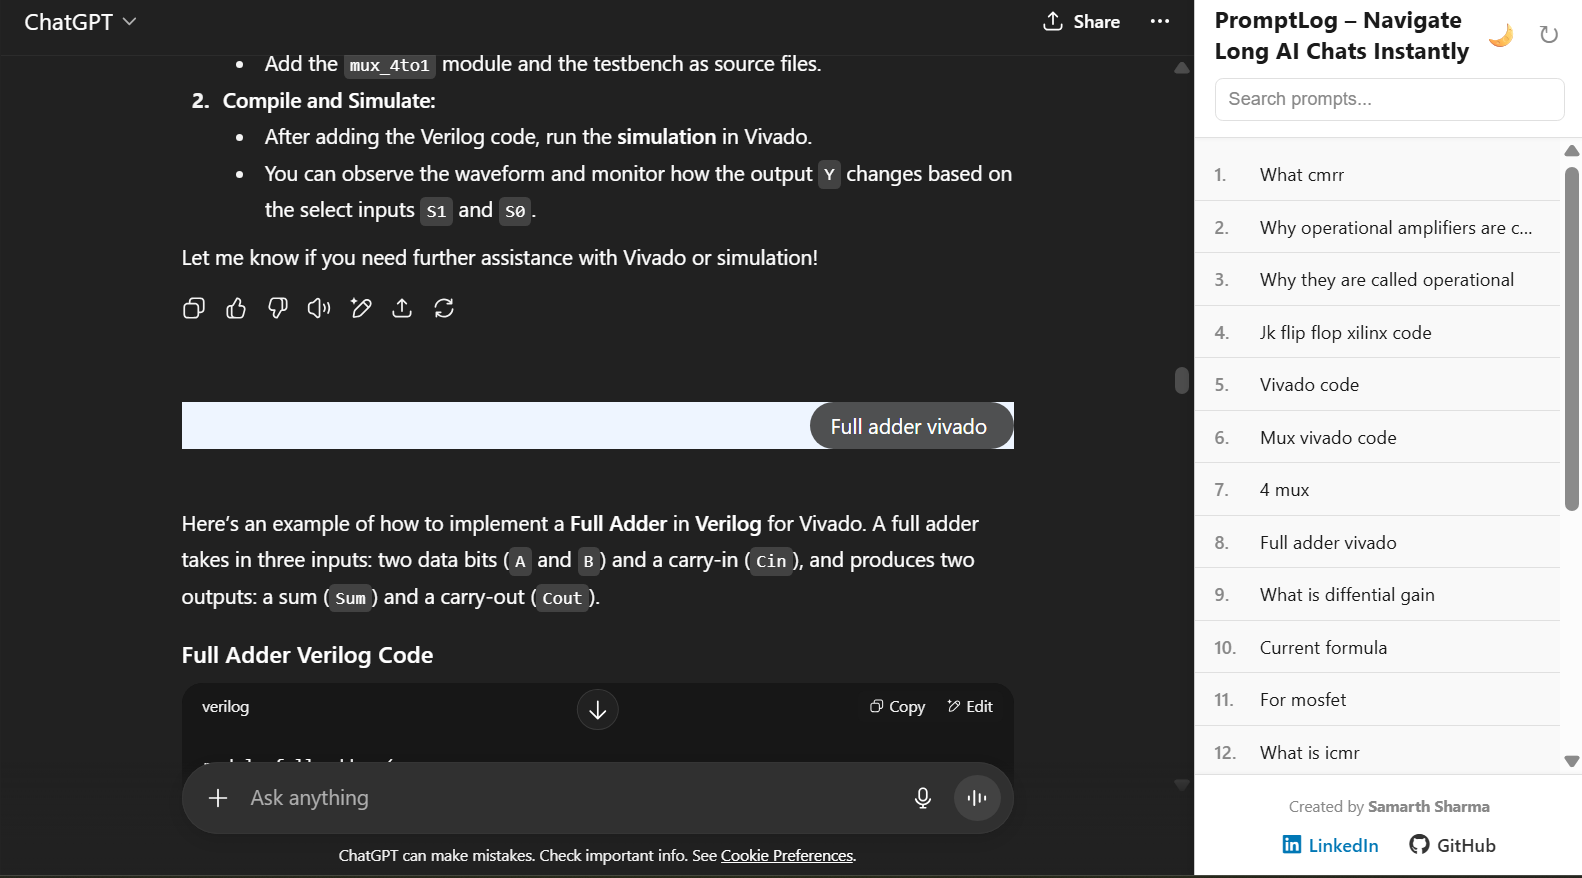 ChatGPT
Share
Add the mux_4to1 module and the testbench as source files.
2. Compile and Simulate:
After adding the Verilog code, run the simulation in Vivado.
You can observe the waveform and monitor how the output Y changes based on
the select inputs S1 and S0.
Let me know if you need further assistance with Vivado or simulation!
Full adder vivado
Here's an example of how to implement a Full Adder in Verilog for Vivado. A full adder
takes in three inputs: two data bits (A and B) and a carry-in (Cin), and produces two
outputs: a sum (Sum) and a carry-out (Cout).
Full Adder Verilog Code
verilog
Copy
Edit
Ask anything
ChatGPT can make mistakes. Check important info. See Cookie Preferences.
PromptLog – Navigate
Long AI Chats Instantly
Search prompts...
1. What cmrr
2. Why operational amplifiers are c...
3. Why they are called operational
4. Jk flip flop xilinx code
5. Vivado code
6. Mux vivado code
7. 4 mux
8. Full adder vivado
9. What is diffential gain
10. Current formula
11. For mosfet
12. What is icmr
Created by Samarth Sharma
LinkedIn
GitHub